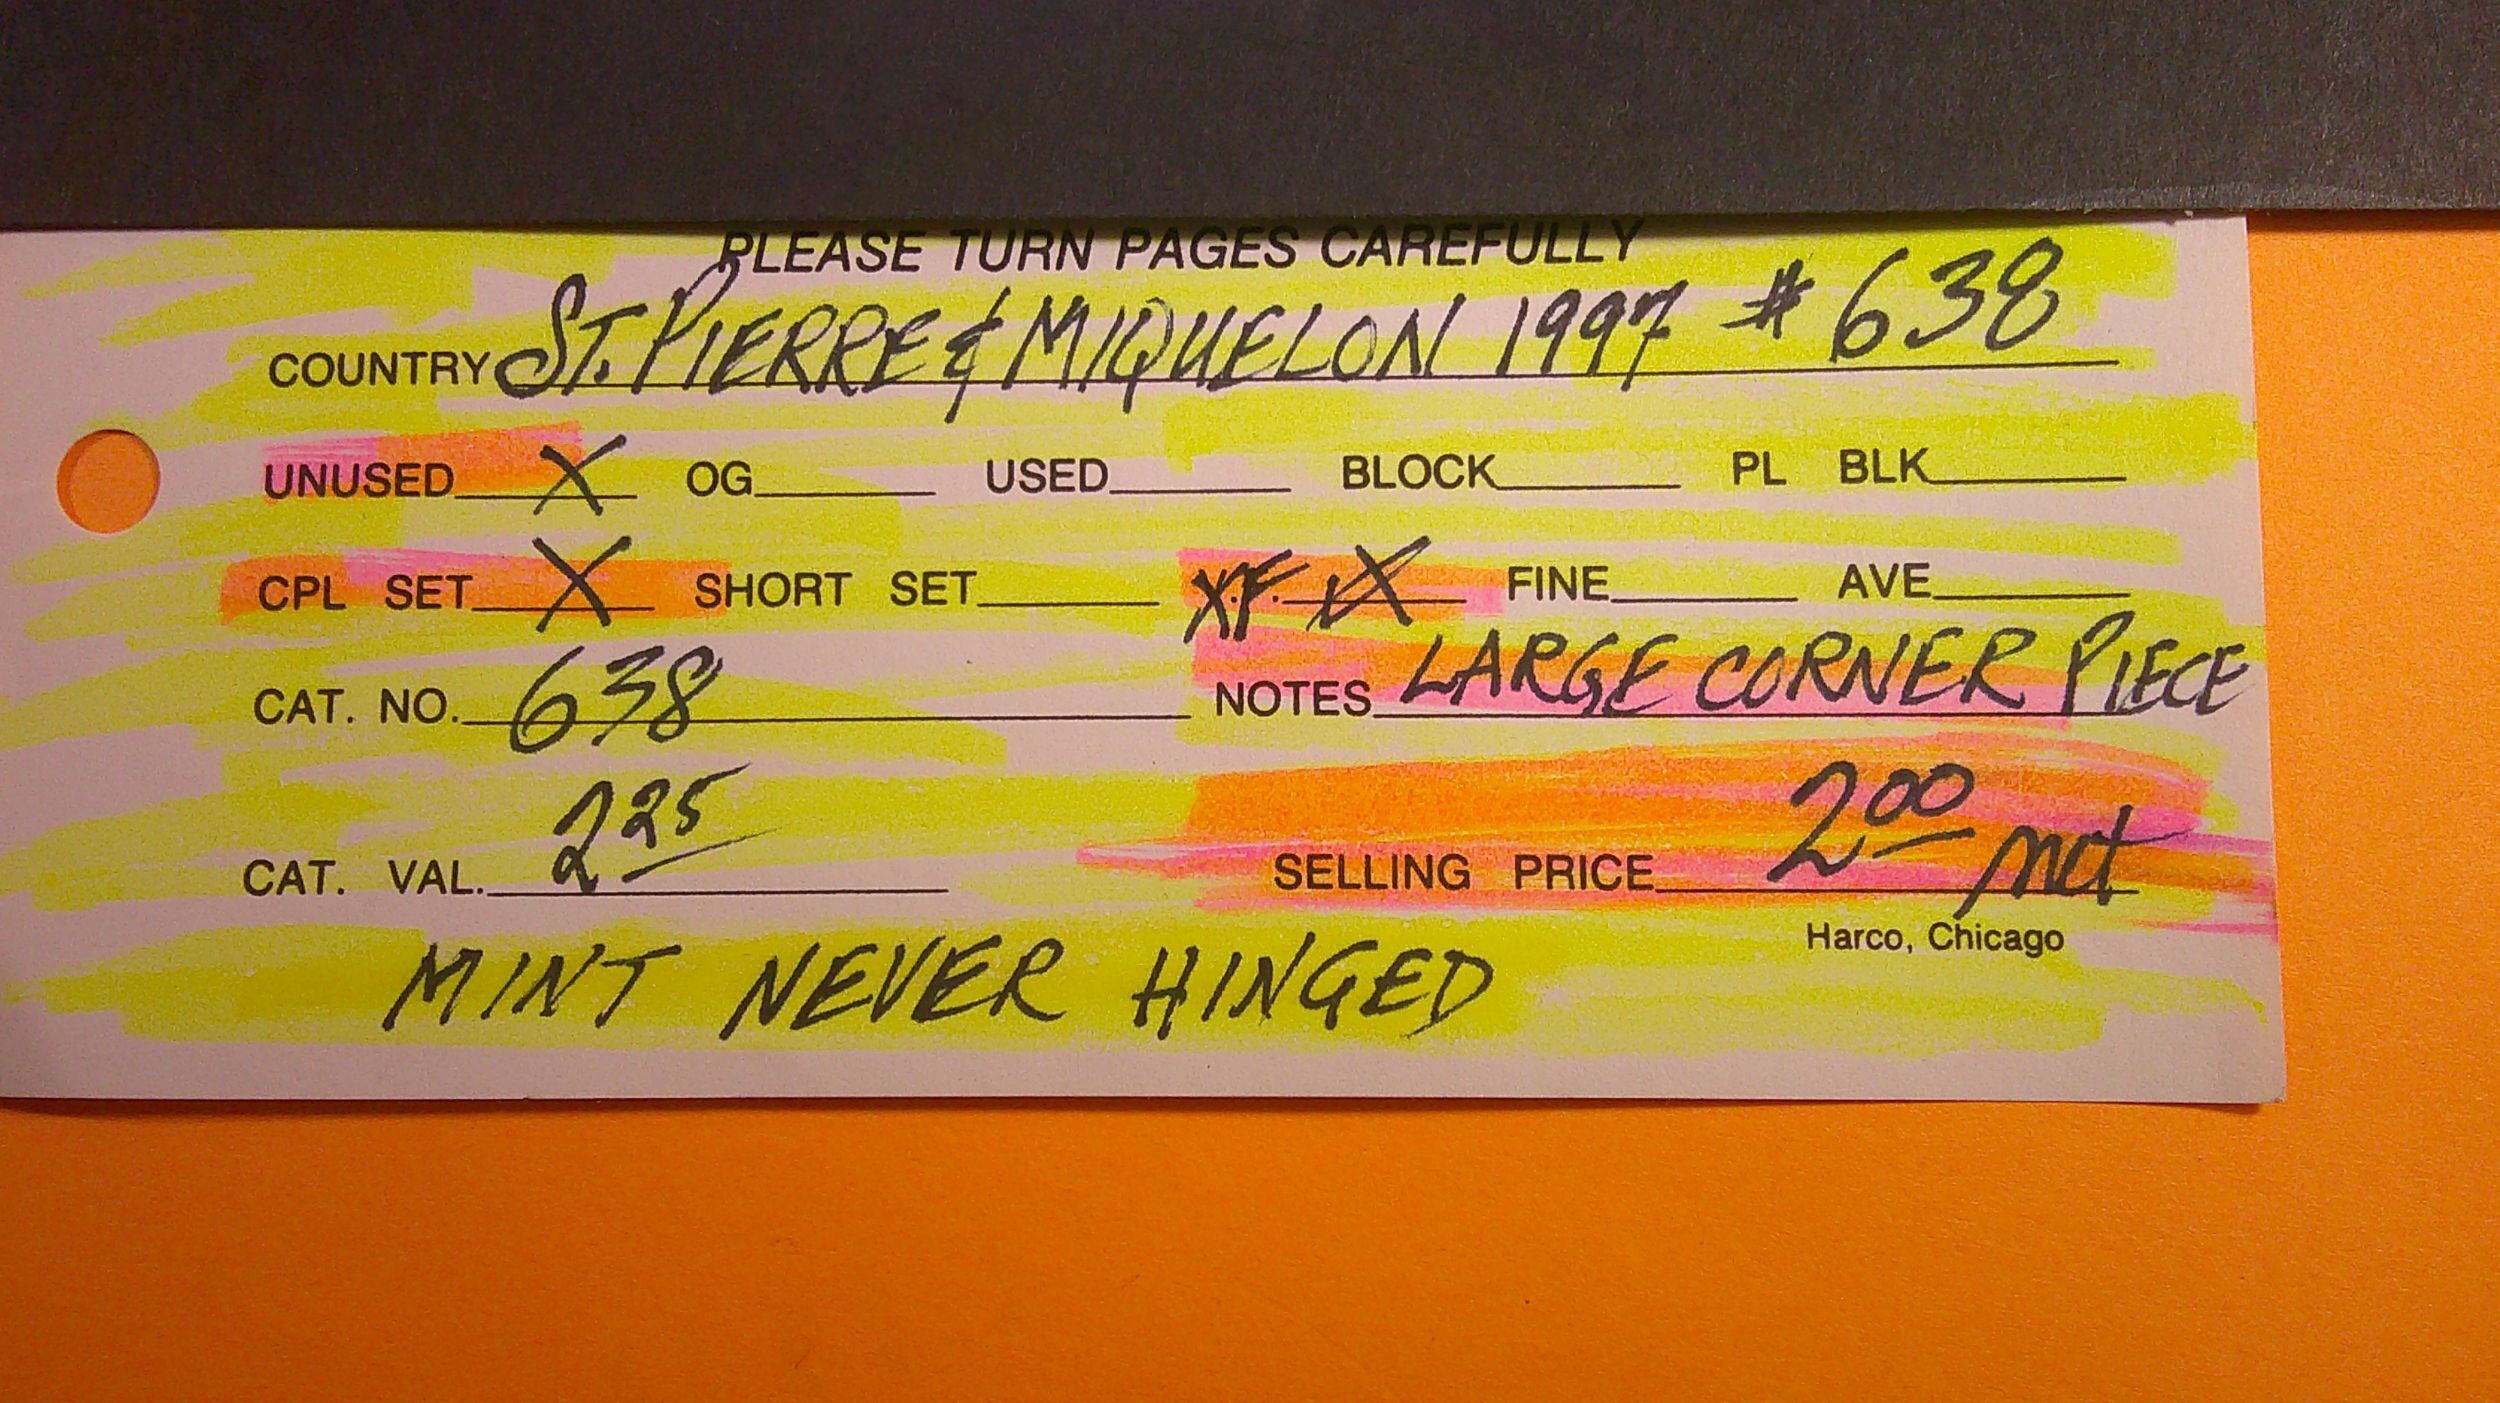 PLEASE TURN PAGES CAREFULLY
COUNTRY ST. PIERRE & MIQUELON 1997 # 638
UNUSED X OG USED BLOCK PL BLK
CPL SET X SHORT SET X.F. X FINE AVE
CAT. NO. 638 NOTES LARGE CORNER PIECE
CAT. VAL. 2 25 SELLING PRICE 2 00 net
Harco, Chicago
MINT NEVER HINGED